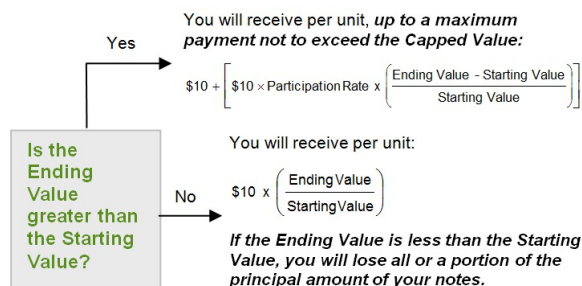 You will receive per unit, up to a maximum
payment not to exceed the Capped Value:
Yes
$10 + [ $10 × Participation Rate x ( Ending Value - Starting Value / Starting Value ) ]
Is the
Ending
Value
greater than
the Starting
Value?
No
You will receive per unit:
$10 x ( Ending Value / Starting Value )
If the Ending Value is less than the Starting
Value, you will lose all or a portion of the
principal amount of your notes.